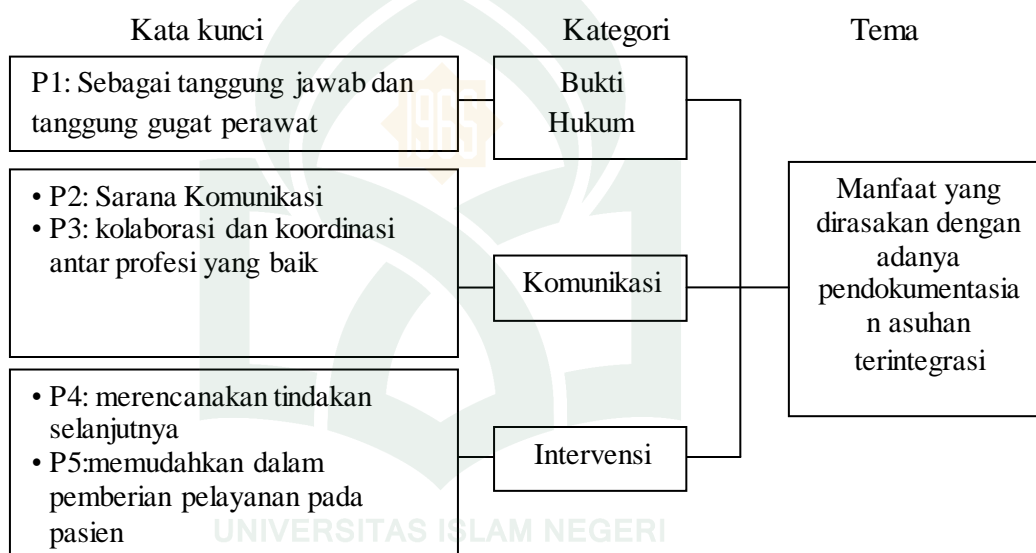 Kata kunci
Kategori
Tema
P1: Sebagai tanggung jawab dan
tanggung gugat perawat
Bukti
Hukum
• P2: Sarana Komunikasi
• P3: kolaborasi dan koordinasi
antar profesi yang baik
Komunikasi
• P4: merencanakan tindakan
selanjutnya
• P5:memudahkan dalam
pemberian pelayanan pada
pasien
Intervensi
Manfaat yang
dirasakan dengan
adanya
pendokumentasia
n asuhan
terintegrasi
1965
UNIVERSITAS ISLAM NEGERI